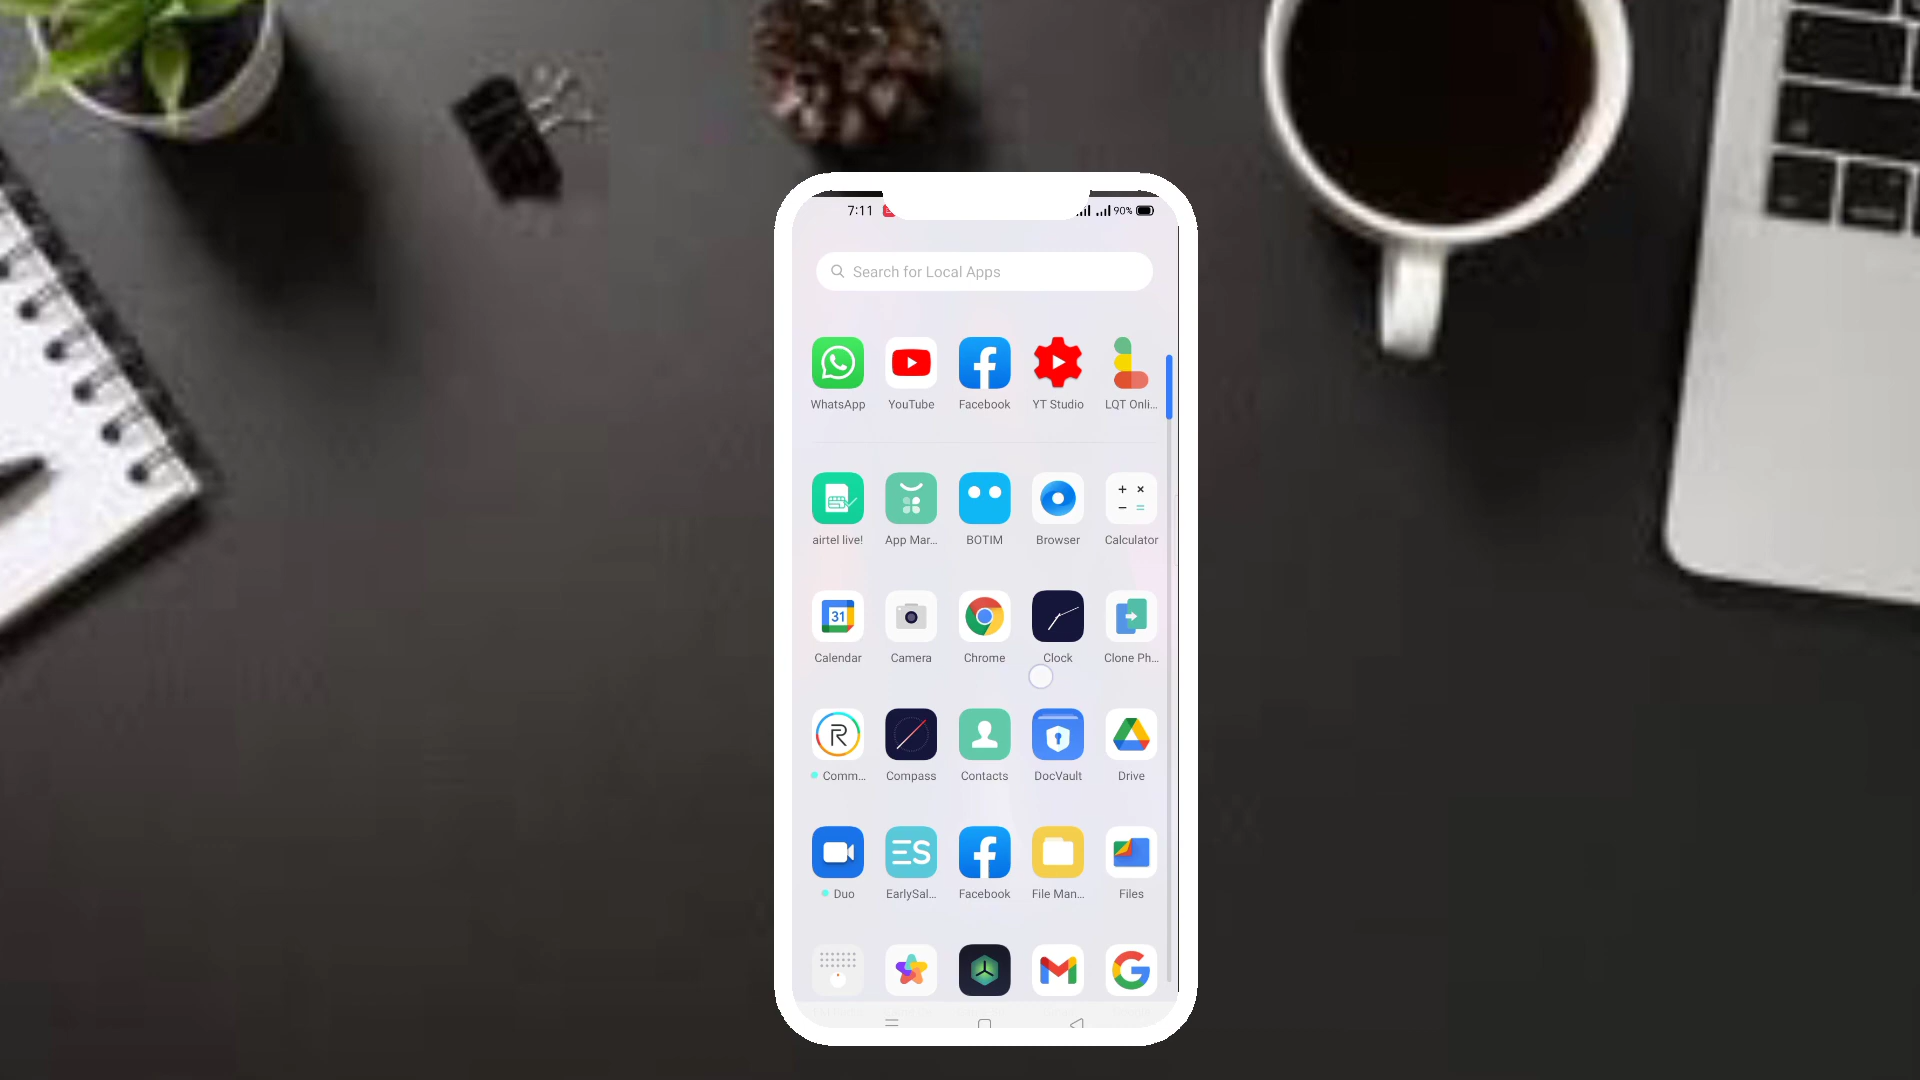 7:11 90%
Search for Local Apps
WhatsApp YouTube Facebook YT Studio LQT Onli...
airtel live! App Mar... BOTIM Browser Calculator
31
Calendar Camera Chrome Clock Clone Ph...
Comm... Compass Contacts DocVault Drive
ES
Duo EarlySal... Facebook File Man... Files